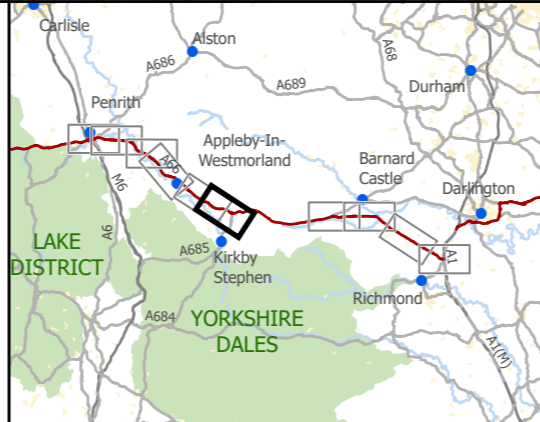 Carlisle
Alston
A68
A686
A689
Durham
Penrith
Appleby-In-
Westmorland
A66
Barnard
Castle
Darlington
M6
A6
LAKE
DISTRICT
A685
Kirkby
Stephen
A1
Richmond
A684
YORKSHIRE
DALES
A1(M)